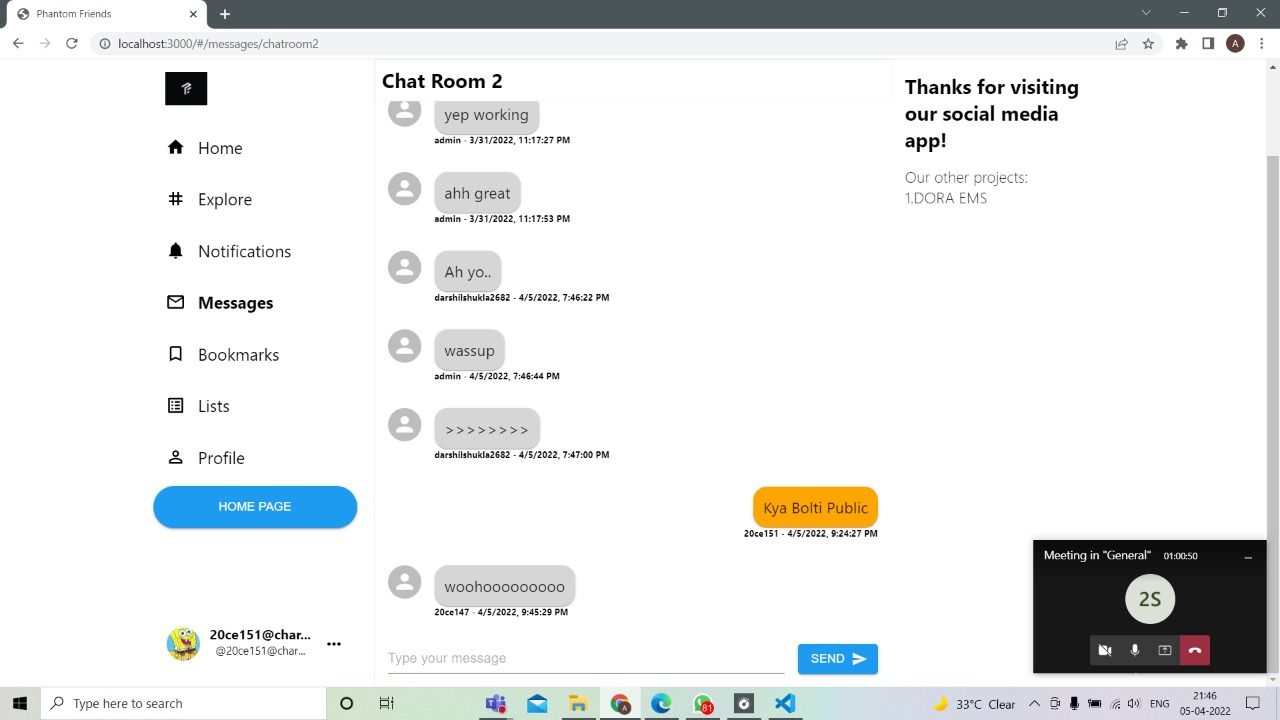 Phantom Friends
localhost:3000/#/messages/chatroom2
A
Home
Explore
Notifications
Messages
Bookmarks
Lists
Profile
HOME PAGE
20ce151@char...
@20ce151@char...
Chat Room 2
yep working
admin - 3/31/2022, 11:17:27 PM
ahh great
admin - 3/31/2022, 11:17:53 PM
Ah yo..
darshilshukla2682 - 4/5/2022, 7:46:22 PM
wassup
admin - 4/5/2022, 7:46:44 PM
>>>>>>>>
darshilshukla2682 - 4/5/2022, 7:47:00 PM
Kya Bolti Public
20ce151 - 4/5/2022, 9:24:27 PM
woohooooooooo
20ce147 - 4/5/2022, 9:45:29 PM
Type your message
SEND
Thanks for visiting
our social media
app!
Our other projects:
1.DORA EMS
Meeting in "General" 01:00:50
2S
Type here to search
A
81
33°C Clear
ENG
21:46
05-04-2022